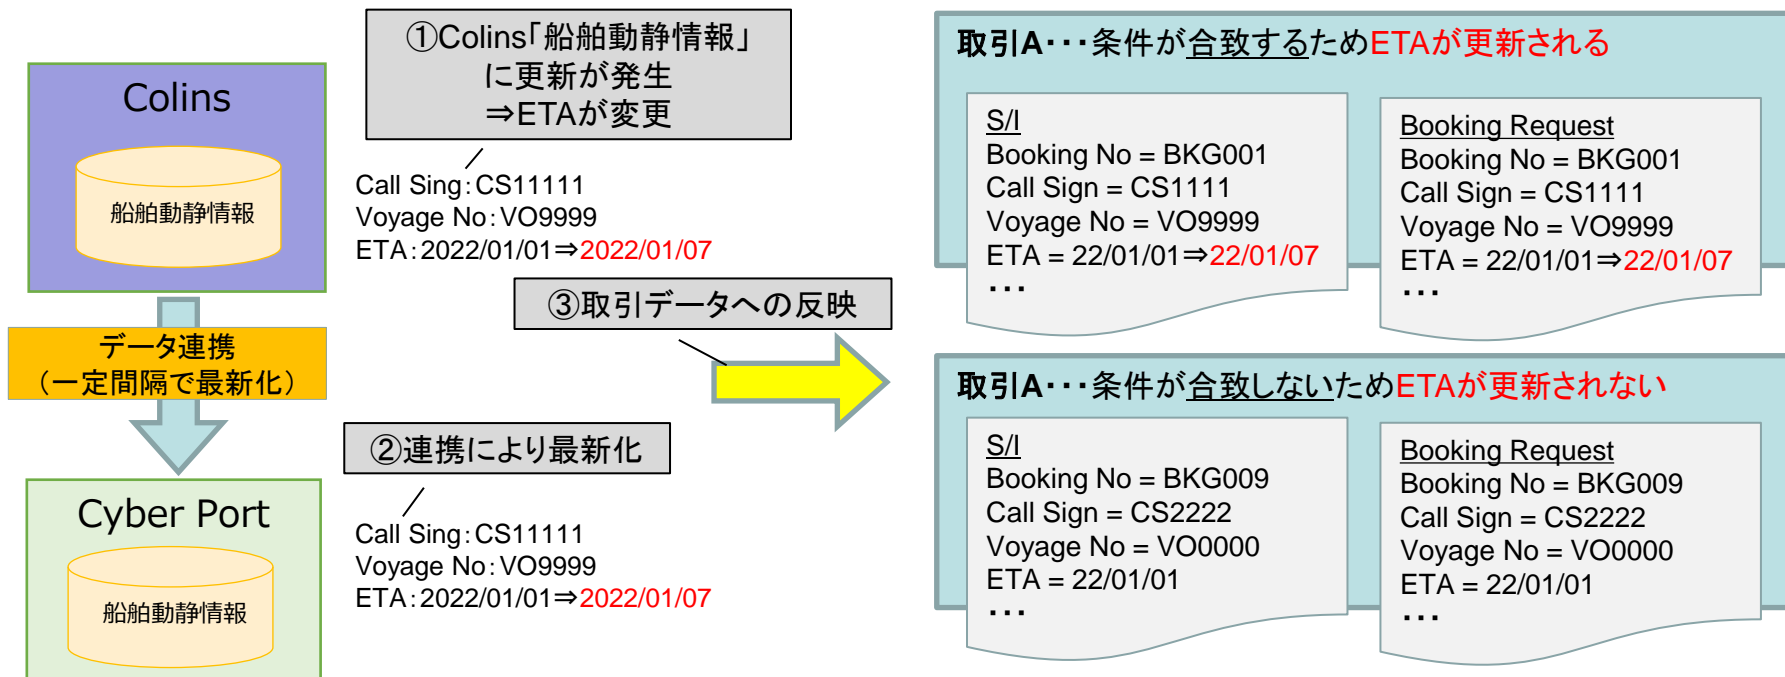 Colins
船舶動静情報
①Colins「船舶動静情報」
に更新が発生
⇒ETAが変更
Call Sing:CS11111
Voyage No:VO9999
ETA:2022/01/01⇒2022/01/07
データ連携
(一定間隔で最新化)
②連携により最新化
Cyber Port
船舶動静情報
Call Sing:CS11111
Voyage No:VO9999
ETA:2022/01/01⇒2022/01/07
③取引データへの反映
取引A・・・条件が合致するためETAが更新される
S/I
Booking No = BKG001
Call Sign = CS1111
Voyage No = VO9999
ETA = 22/01/01⇒22/01/07
・・・
Booking Request
Booking No = BKG001
Call Sign = CS1111
Voyage No = VO9999
ETA = 22/01/01⇒22/01/07
・・・
取引A・・・条件が合致しないためETAが更新されない
S/I
Booking No = BKG009
Call Sign = CS2222
Voyage No = VO0000
ETA = 22/01/01
・・・
Booking Request
Booking No = BKG009
Call Sign = CS2222
Voyage No = VO0000
ETA = 22/01/01
・・・